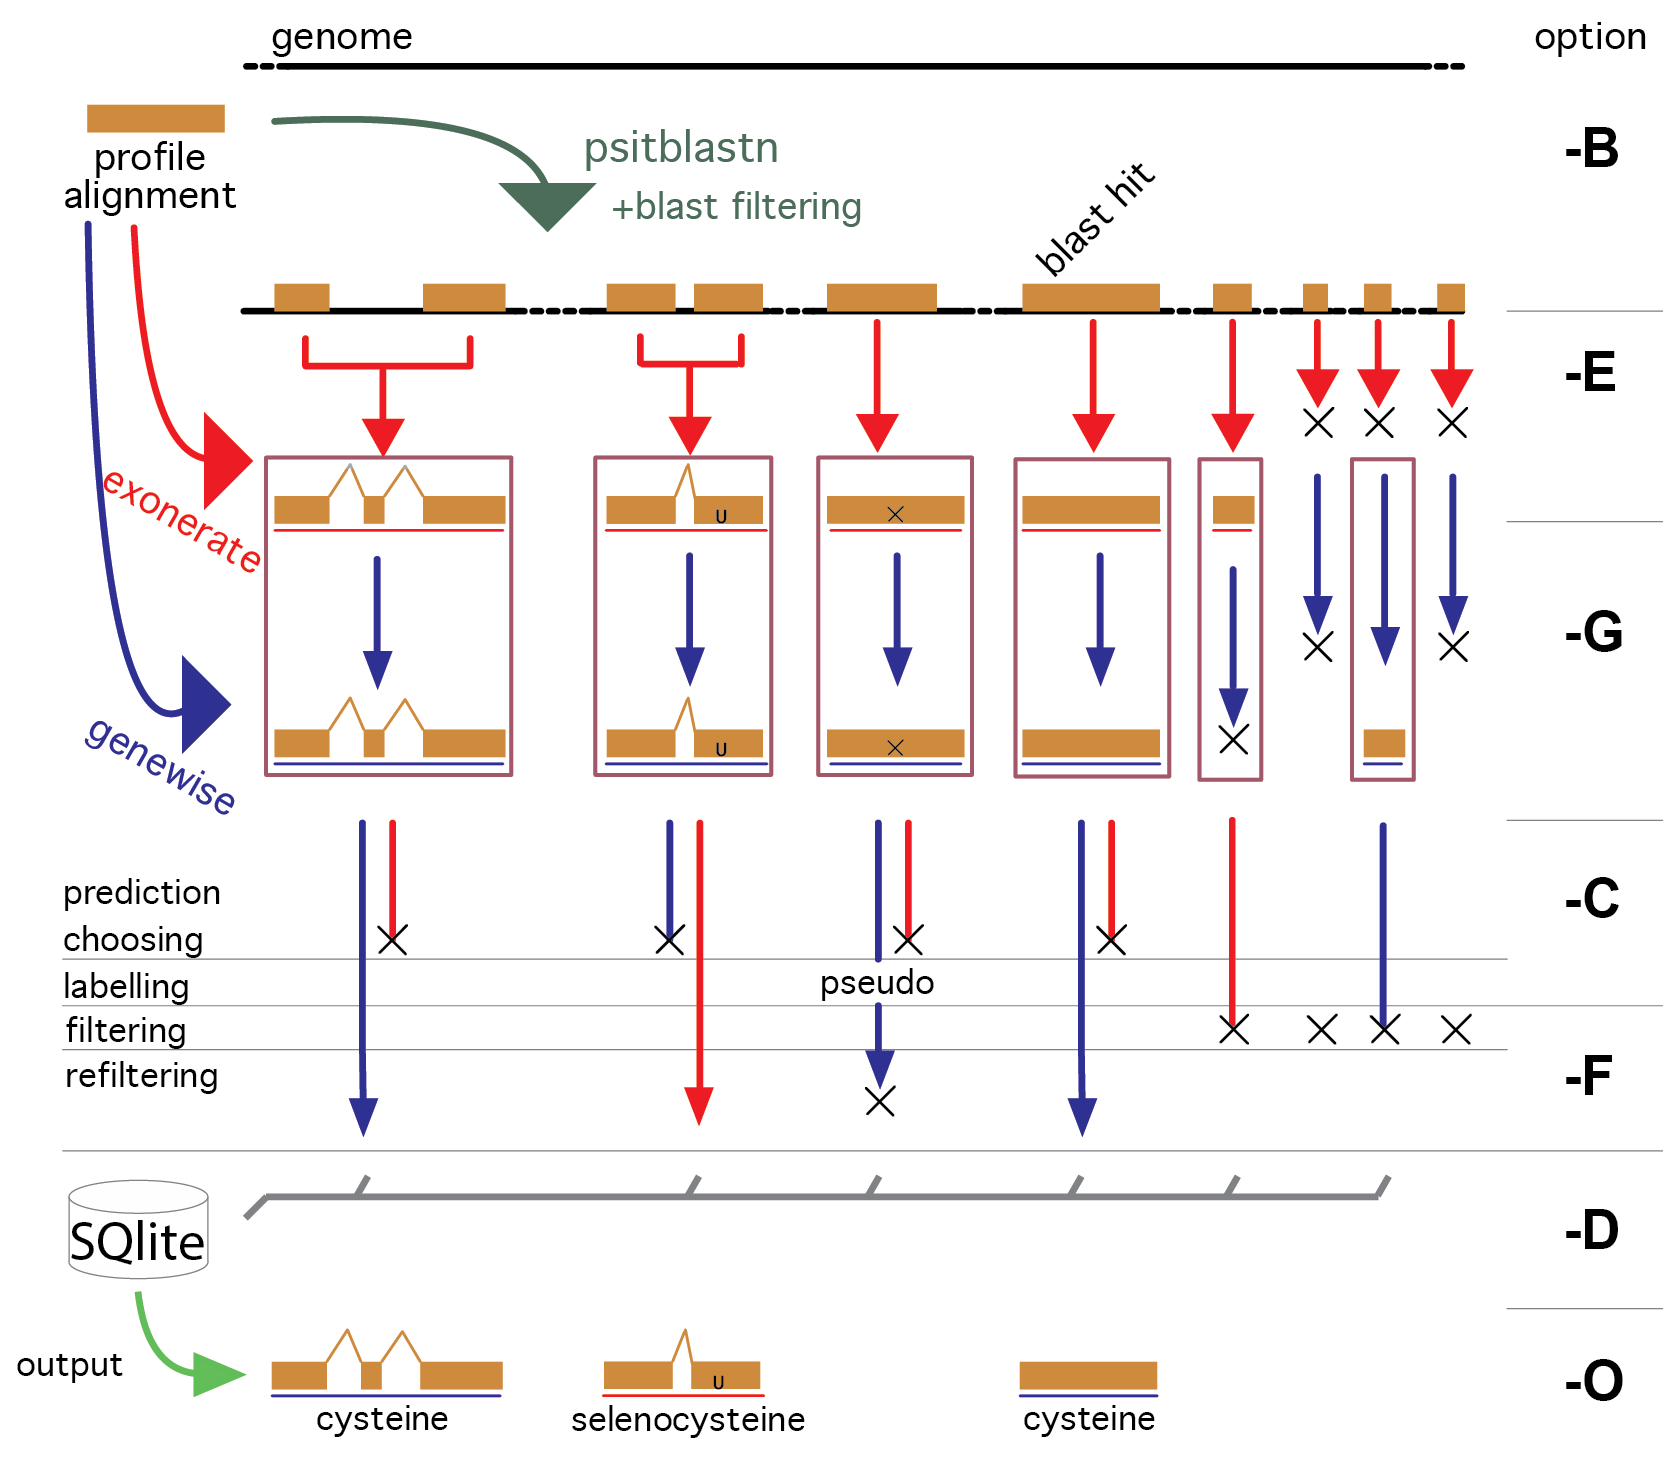 genome
option
profile
alignment
psitblastn
+blast filtering
-B
blast hit
-E
exonerate
U
-G
genewise
U
prediction
choosing
-C
labelling
pseudo
filtering
refiltering
-F
SQlite
-D
output
U
-O
cysteine
selenocysteine
cysteine